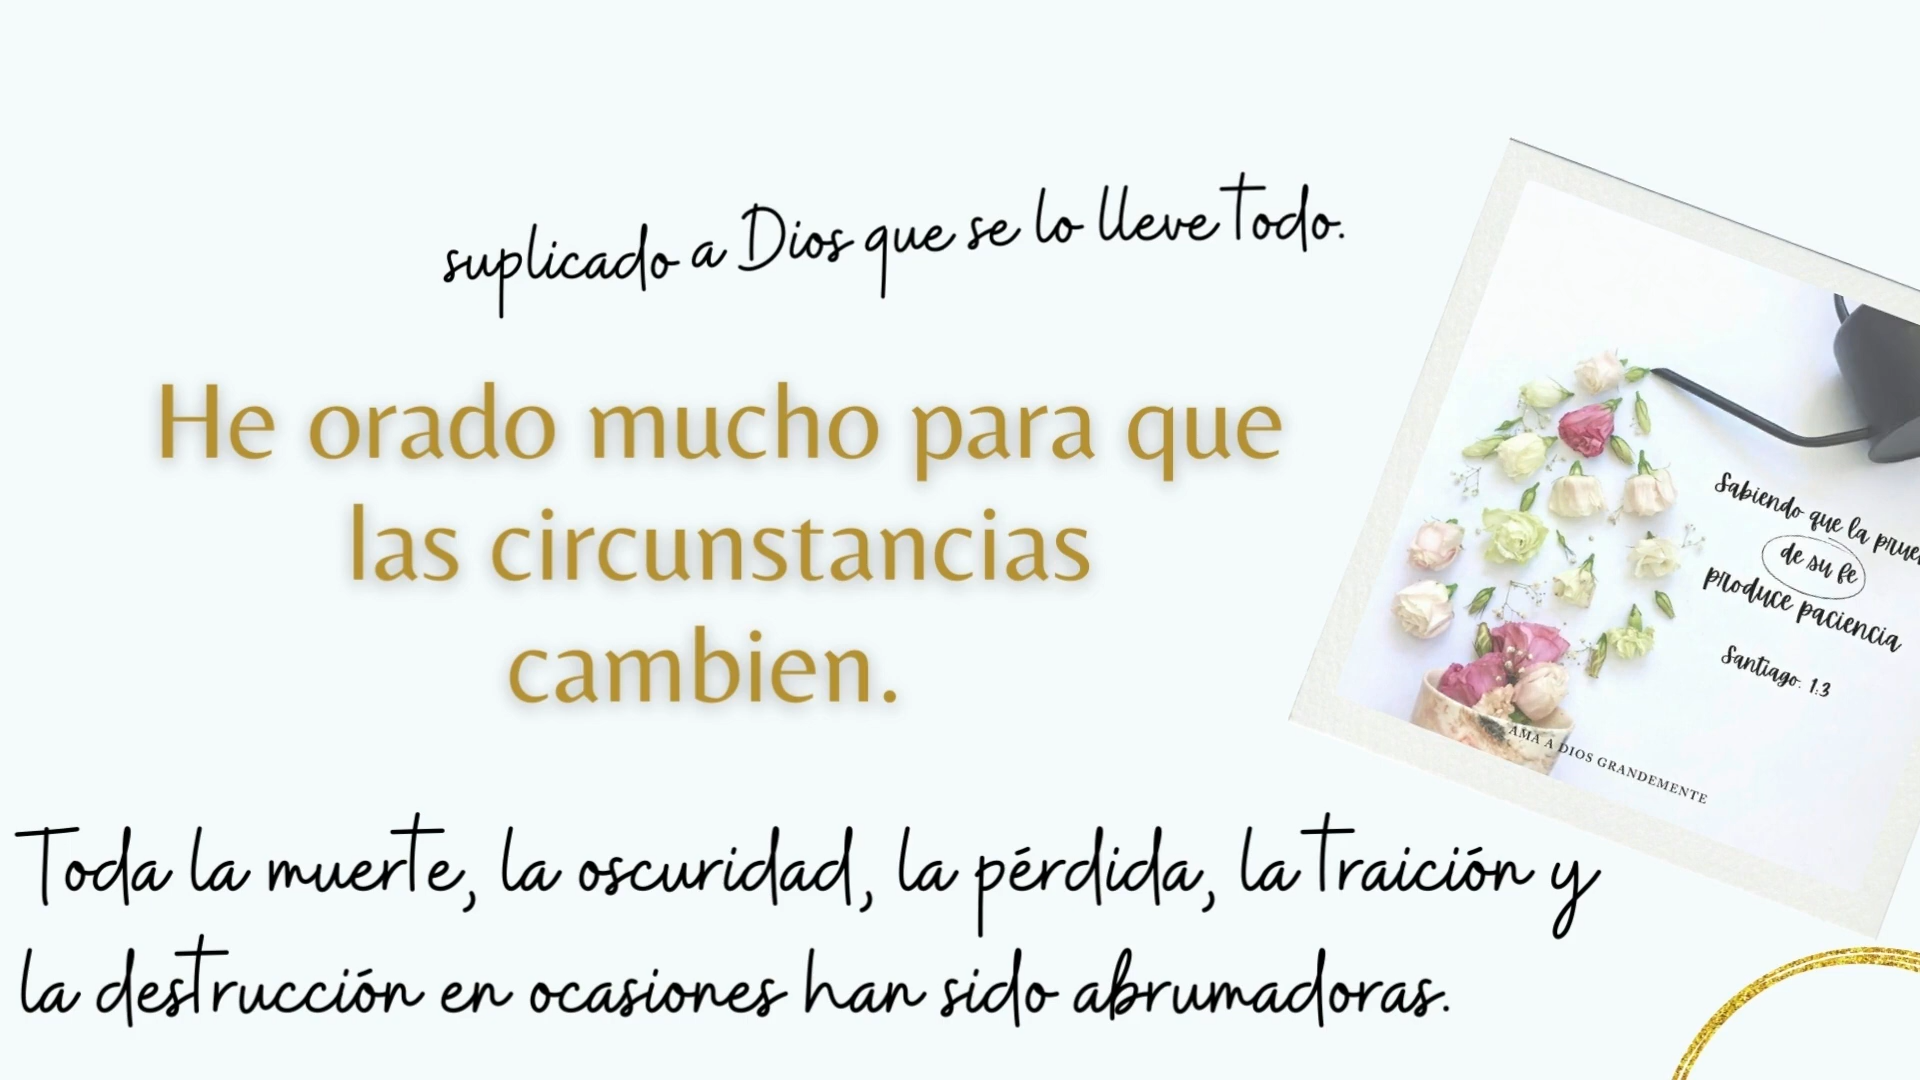 suplicado a Dios que se lo lleve todo.
He orado mucho para que
las circunstancias
cambien.
Toda la muerte, la oscuridad, la pérdida, la traición y
la destrucción en ocasiones han sido abrumadoras.
Sabiendo que la
de su fe
produce paciencia
Santiago. 1:3
AMA A DIOS GRANDEMENTE